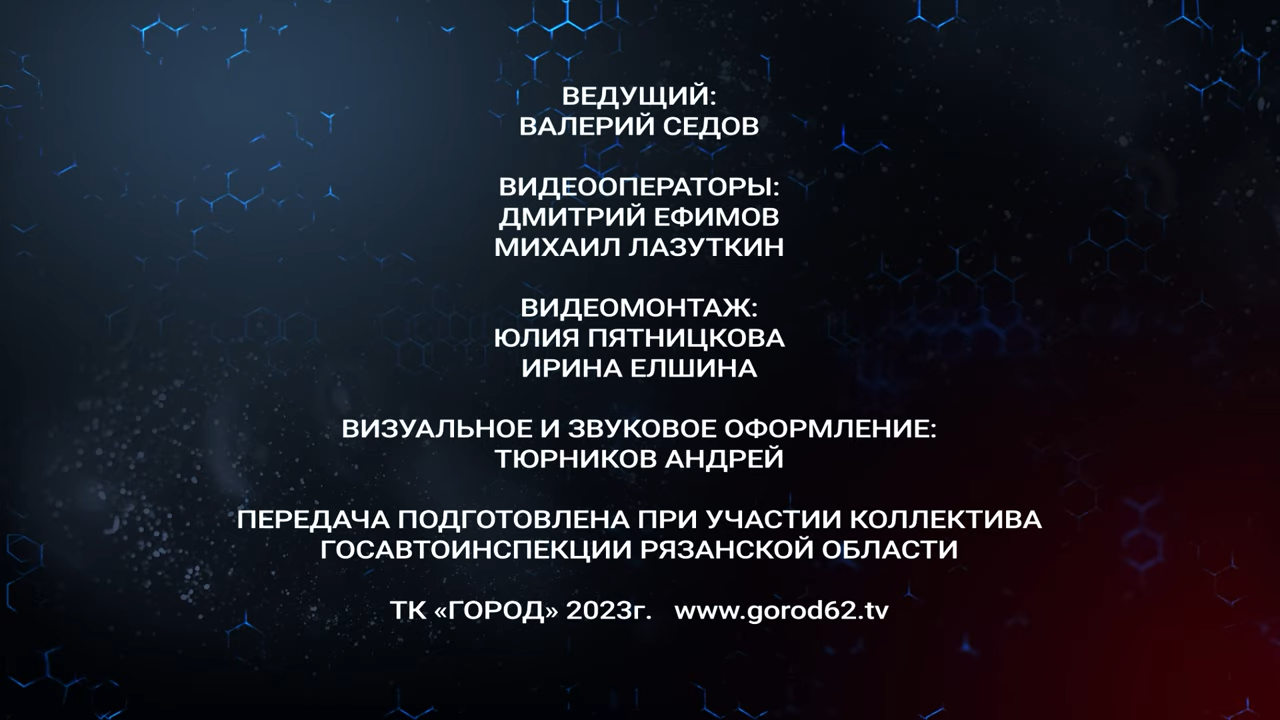 ВЕДУЩИЙ:
ВАЛЕРИЙ СЕДОВ
ВИДЕООПЕРАТОРЫ:
ДМИТРИЙ ЕФИМОВ
МИХАИЛ ЛАЗУТКИН
ВИДЕОМОНТАЖ:
ЮЛИЯ ПЯТНИЦКОВА
ИРИНА ЕЛШИНА
ВИЗУАЛЬНОЕ И ЗВУКОВОЕ ОФОРМЛЕНИЕ:
ТЮРНИКОВ АНДРЕЙ
ПЕРЕДАЧА ПОДГОТОВЛЕНА ПРИ УЧАСТИИ КОЛЛЕКТИВА
ГОСАВТОИНСПЕКЦИИ РЯЗАНСКОЙ ОБЛАСТИ
ТК «ГОРОД» 2023г. www.gorod62.tv